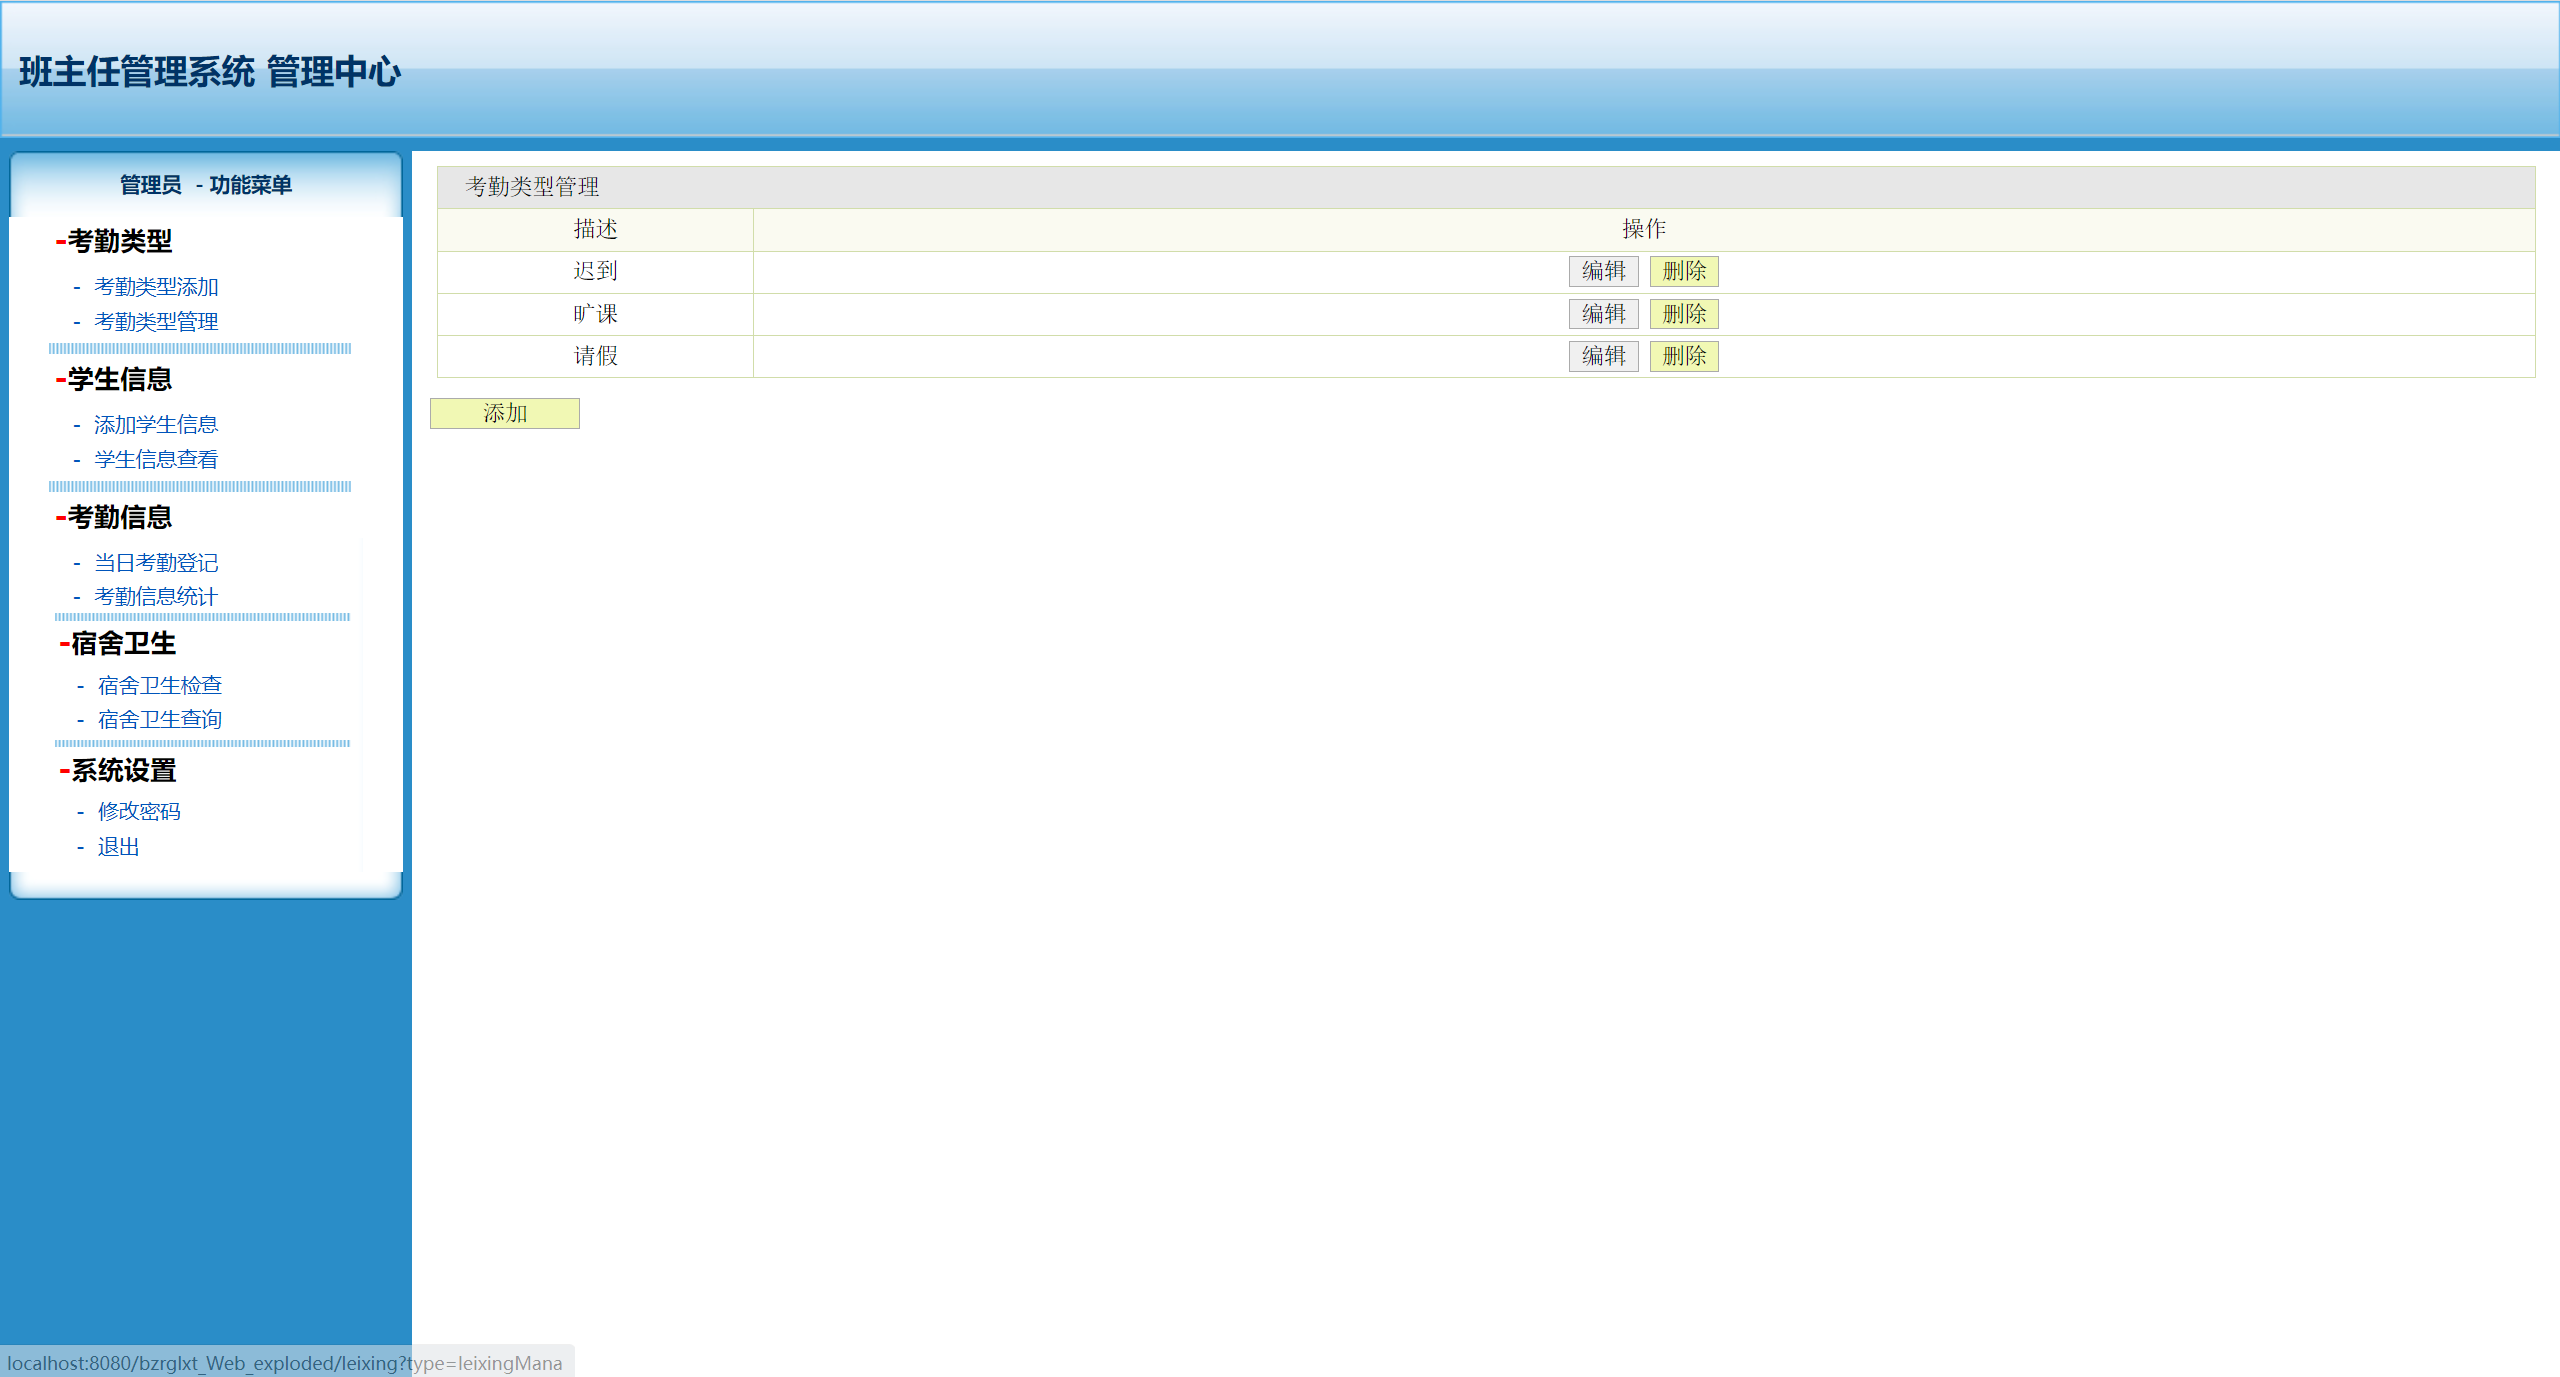 班主任管理系统 管理中心
管理员 - 功能菜单
-考勤类型
- 考勤类型添加
- 考勤类型管理
-学生信息
- 添加学生信息
- 学生信息查看
-考勤信息
- 当日考勤登记
- 考勤信息统计
-宿舍卫生
- 宿舍卫生检查
- 宿舍卫生查询
-系统设置
- 修改密码
- 退出
考勤类型管理
描述 操作
迟到 编辑 删除
旷课 编辑 删除
请假 编辑 删除
添加
localhost:8080/bzrglxt_Web_exploded/leixing?type=leixingMana